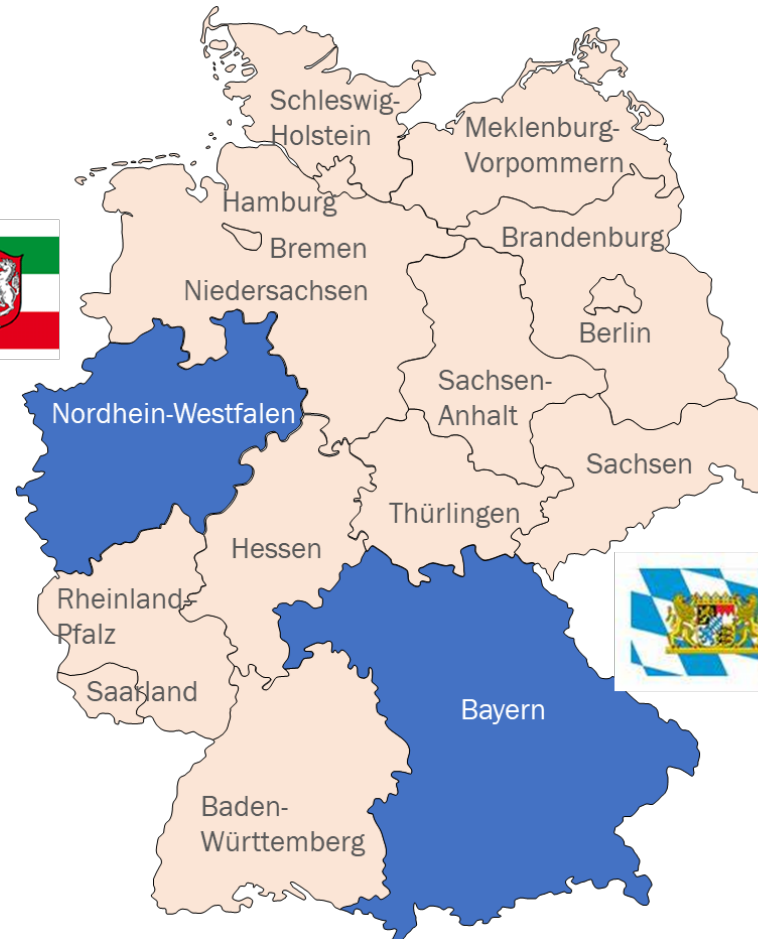 Schleswig-
Holstein
Meklenburg-
Vorpommern
Hamburg
Bremen
Brandenburg
Niedersachsen
Berlin
Sachsen-
Anhalt
Nordhein-Westfalen
Sachsen
Thürlingen
Hessen
Rheinland-
Pfalz
Saarland
Bayern
Baden-
Württemberg